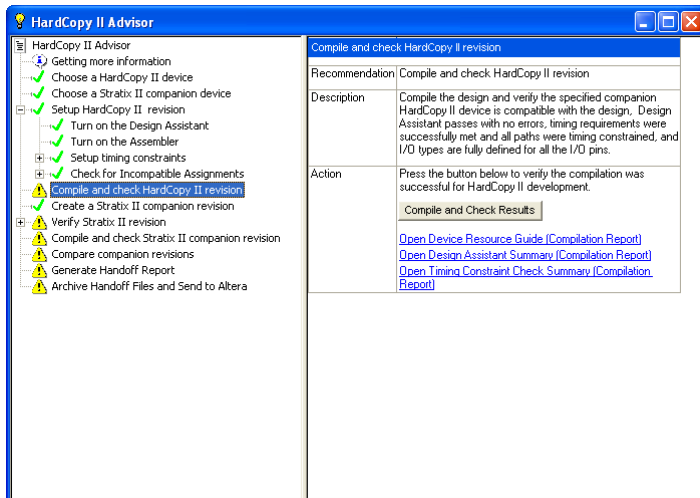 HardCopy II Advisor
HardCopy II Advisor
Getting more information
Choose a HardCopy II device
Choose a Stratix II companion device
Setup HardCopy II revision
Turn on the Design Assistant
Turn on the Assembler
Setup timing constraints
Check for Incompatible Assignments
Compile and check HardCopy II revision
Create a Stratix II companion revision
Verify Stratix II revision
Compile and check Stratix II companion revision
Compare companion revisions
Generate Handoff Report
Archive Handoff Files and Send to Altera
Compile and check HardCopy II revision
Recommendation Compile and check HardCopy II revision
Description Compile the design and verify the specified companion
HardCopy II device is compatible with the design, Design
Assistant passes with no errors, timing requirements were
successfully met and all paths were timing constrained, and
I/O types are fully defined for all the I/O pins.
Action Press the button below to verify the compilation was
successful for HardCopy II development.
Compile and Check Results
Open Device Resource Guide (Compilation Report)
Open Design Assistant Summary (Compilation Report)
Open Timing Constraint Check Summary (Compilation
Report)